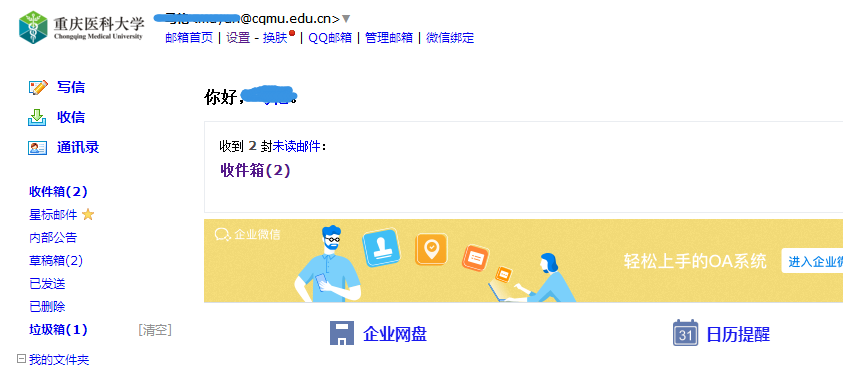 重庆医科大学
Chongqing Medical University
@cqmu.edu.cn>▼
邮箱首页 | 设置 - 换肤 | QQ邮箱 | 管理邮箱 | 微信绑定
写信
收信
通讯录
收件箱(2)
星标邮件
内部公告
草稿箱(2)
已发送
已删除
垃圾箱(1) [清空]
我的文件夹
你好，
收到 2 封未读邮件：
收件箱(2)
企业微信
轻松上手的OA系统
进入企业微
企业网盘
31 日历提醒